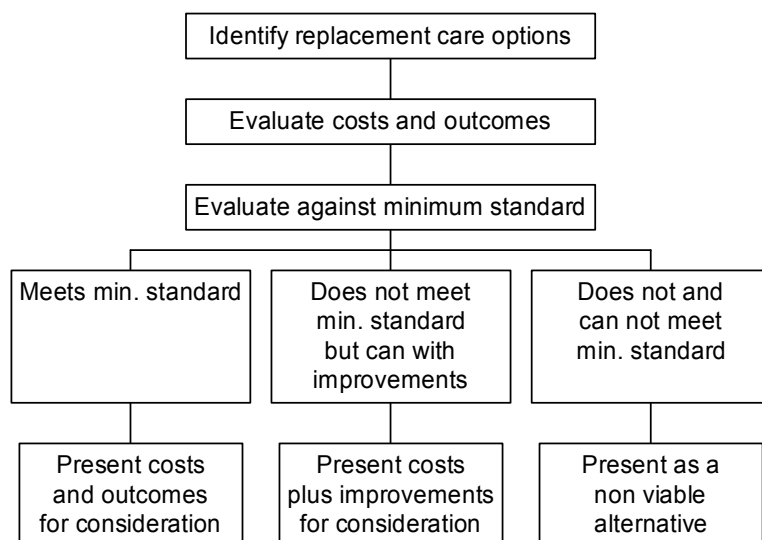 Identify replacement care options
Evaluate costs and outcomes
Evaluate against minimum standard
Meets min. standard
Does not meet
min. standard
but can with
improvements
Does not and
can not meet
min. standard
Present costs
and outcomes
for consideration
Present costs
plus improvements
for consideration
Present as a
non viable
alternative